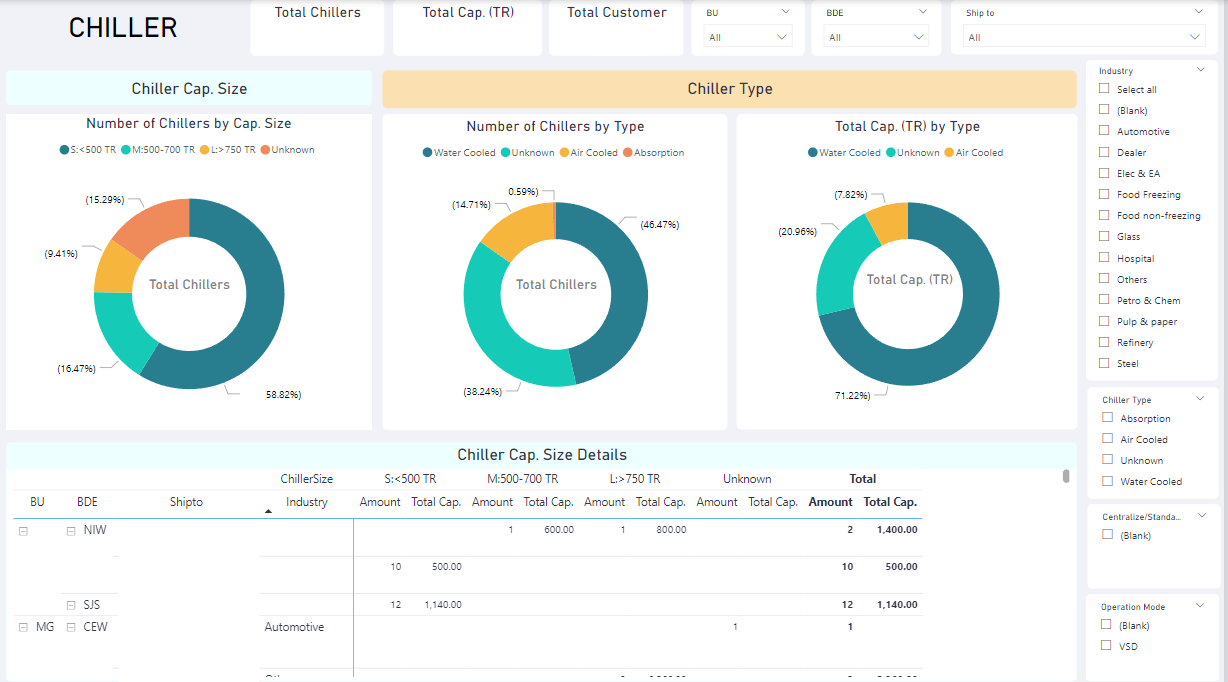 CHILLER
Total Chillers
Total Cap. (TR)
Total Customer
BU
All
BDE
All
Ship to
All
Chiller Cap. Size
Chiller Type
Number of Chillers by Cap. Size
S:<500 TR M:500-700 TR L:>750 TR Unknown
(15.29%)
(9.41%)
(16.47%)
58.82%)
Total Chillers
Number of Chillers by Type
Water Cooled Unknown Air Cooled Absorption
0.59%)
(14.71%)
(46.47%)
(38.24%)
Total Chillers
Total Cap. (TR) by Type
Water Cooled Unknown Air Cooled
(7.82%)
(20.96%)
71.22%)
Total Cap. (TR)
Industry
Select all
(Blank)
Automotive
Dealer
Elec & EA
Food Freezing
Food non-freezing
Glass
Hospital
Others
Petro & Chem
Pulp & paper
Refinery
Steel
Chiller Type
Absorption
Air Cooled
Unknown
Water Cooled
Centralize/Standa...
(Blank)
Operation Mode
(Blank)
VSD
Chiller Cap. Size Details
ChillerSize S:<500 TR M:500-700 TR L:>750 TR Unknown Total
BU BDE Shipto Industry Amount Total Cap. Amount Total Cap. Amount Total Cap. Amount Total Cap. Amount Total Cap.
NIW 1 600.00 1 800.00 2 1,400.00
10 500.00 10 500.00
SJS 12 1,140.00 12 1,140.00
MG CEW Automotive 1 1